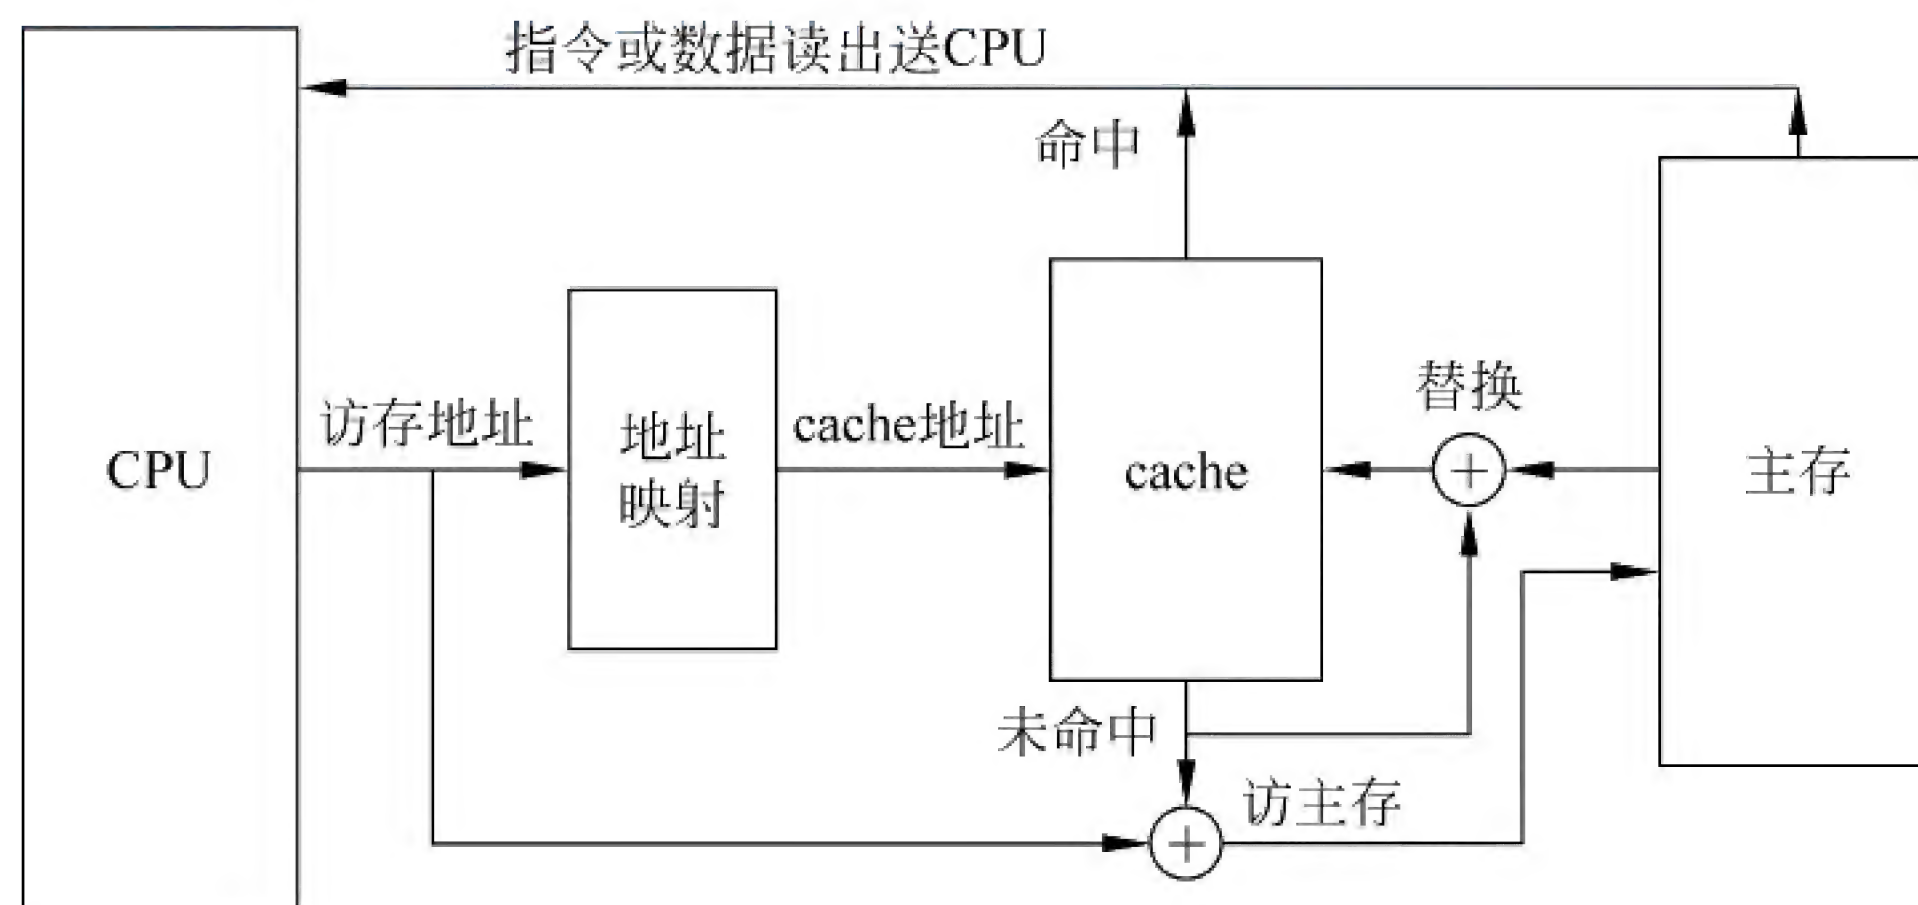 指令或数据读出送CPU
命中
替换
访存地址
地址
映射
cache地址
CPU
cache
主存
未命中
访主存